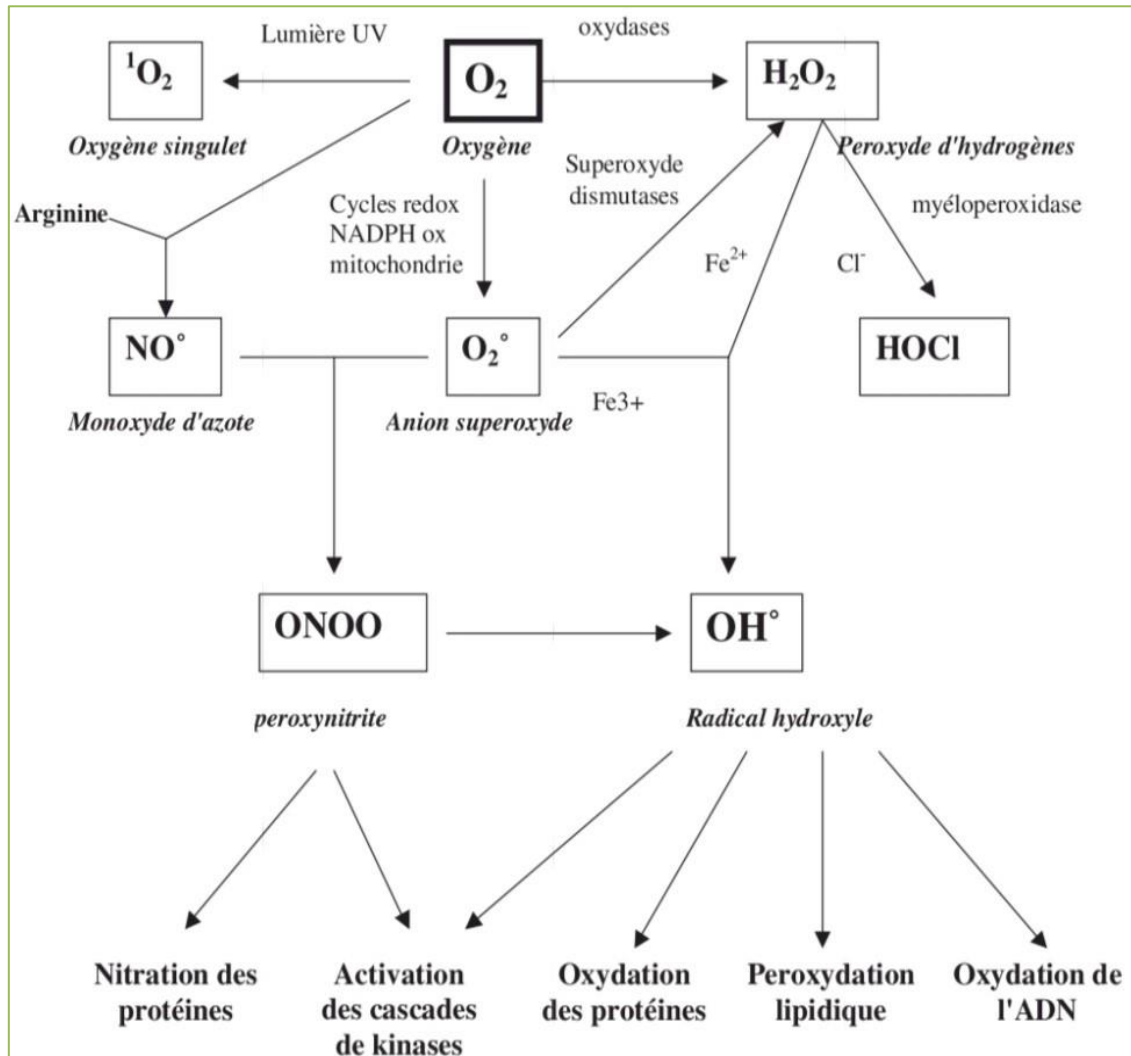 Lumière UV
oxydases
¹O₂
O₂
H₂O₂
Oxygène singulet
Oxygène
Peroxyde d'hydrogènes
Arginine
Cycles redox
NADPH ox
mitochondrie
Superoxyde
dismutases
myéloperoxidase
Fe²⁺
Cl⁻
NO°
O₂°
HOCl
Monoxyde d'azote
Anion superoxyde
Fe3+
ONOO
OH°
peroxynitrite
Radical hydroxyle
Nitration des
protéines
Activation
des cascades
de kinases
Oxydation
des protéines
Peroxydation
lipidique
Oxydation de
l'ADN